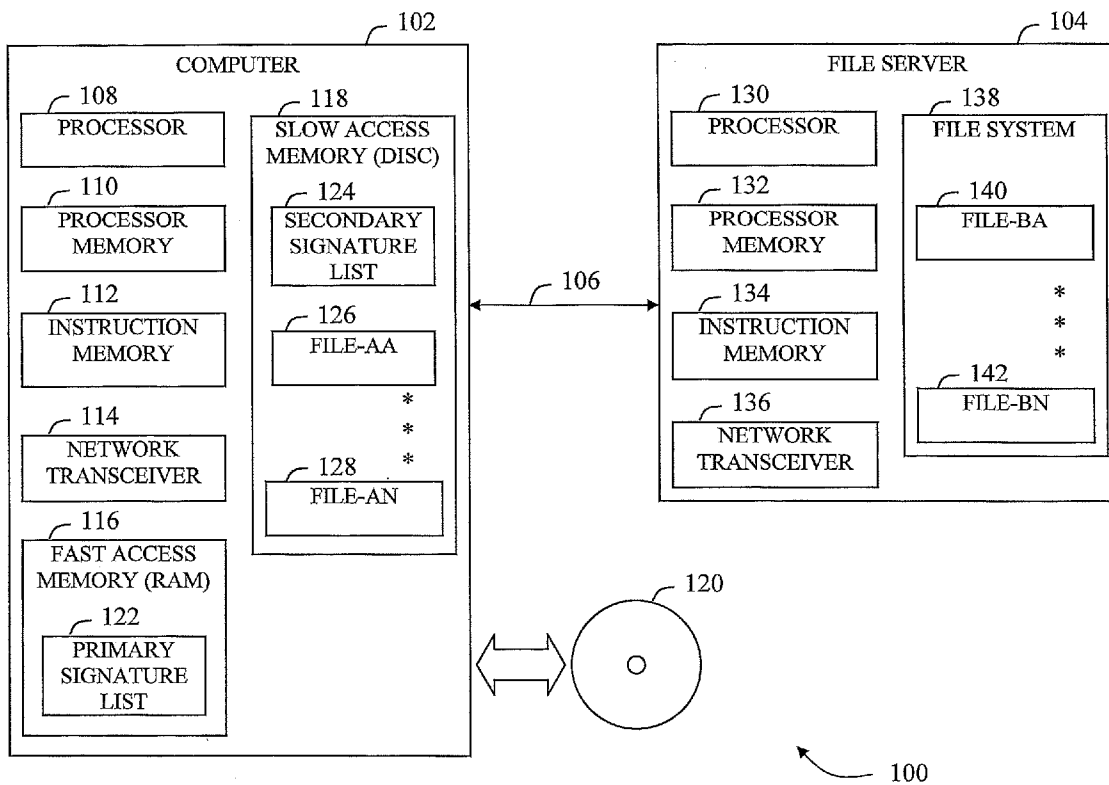 102
COMPUTER
108
PROCESSOR
110
PROCESSOR
MEMORY
112
INSTRUCTION
MEMORY
114
NETWORK
TRANSCEIVER
116
FAST ACCESS
MEMORY (RAM)
122
PRIMARY
SIGNATURE
LIST
118
SLOW ACCESS
MEMORY (DISC)
124
SECONDARY
SIGNATURE
LIST
126
FILE-AA
*
*
*
128
FILE-AN
106
104
FILE SERVER
130
PROCESSOR
132
PROCESSOR
MEMORY
134
INSTRUCTION
MEMORY
136
NETWORK
TRANSCEIVER
138
FILE SYSTEM
140
FILE-BA
*
*
*
142
FILE-BN
120
100